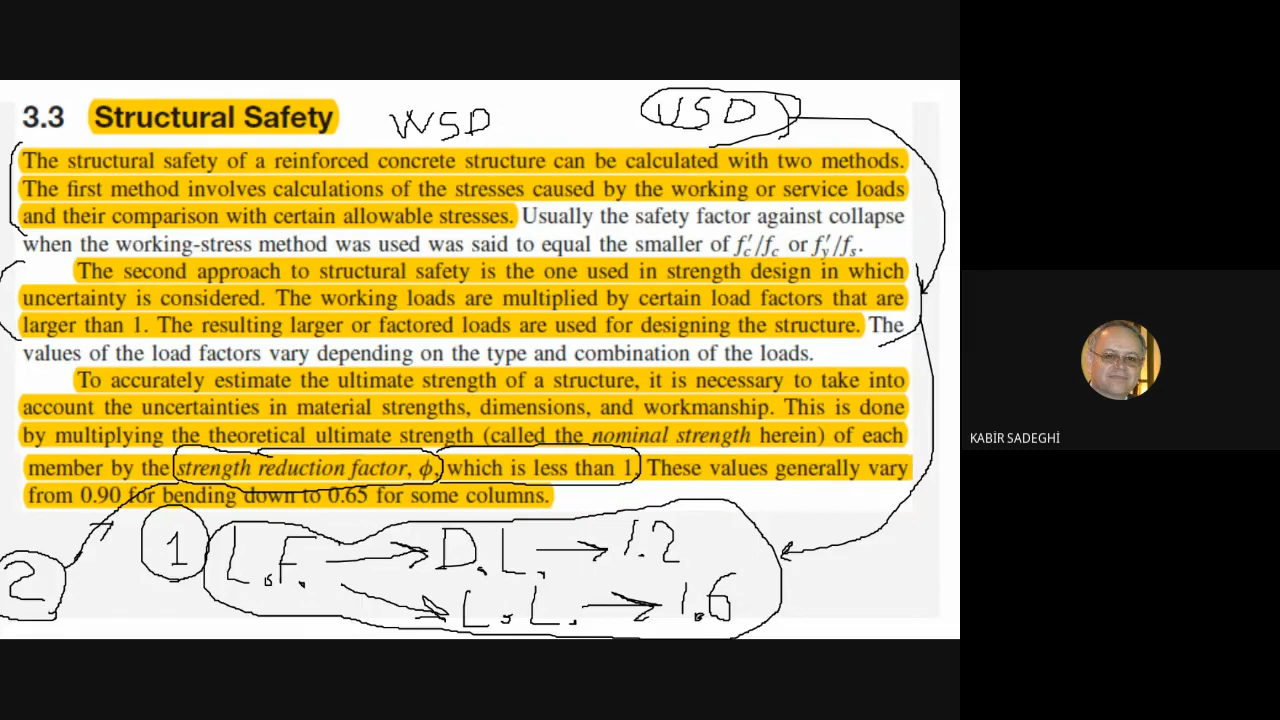 3.3 Structural Safety WSD USD
The structural safety of a reinforced concrete structure can be calculated with two methods.
The first method involves calculations of the stresses caused by the working or service loads
and their comparison with certain allowable stresses. Usually the safety factor against collapse
when the working-stress method was used was said to equal the smaller of f′c/fc or f′y/fs.
The second approach to structural safety is the one used in strength design in which
uncertainty is considered. The working loads are multiplied by certain load factors that are
larger than 1. The resulting larger or factored loads are used for designing the structure. The
values of the load factors vary depending on the type and combination of the loads.
To accurately estimate the ultimate strength of a structure, it is necessary to take into
account the uncertainties in material strengths, dimensions, and workmanship. This is done
by multiplying the theoretical ultimate strength (called the nominal strength herein) of each
member by the strength reduction factor, ϕ, which is less than 1. These values generally vary
from 0.90 for bending down to 0.65 for some columns.
1 L.F. → D.L. → 1.2
2 → L.L. → 1.6
KABİR SADEGHİ